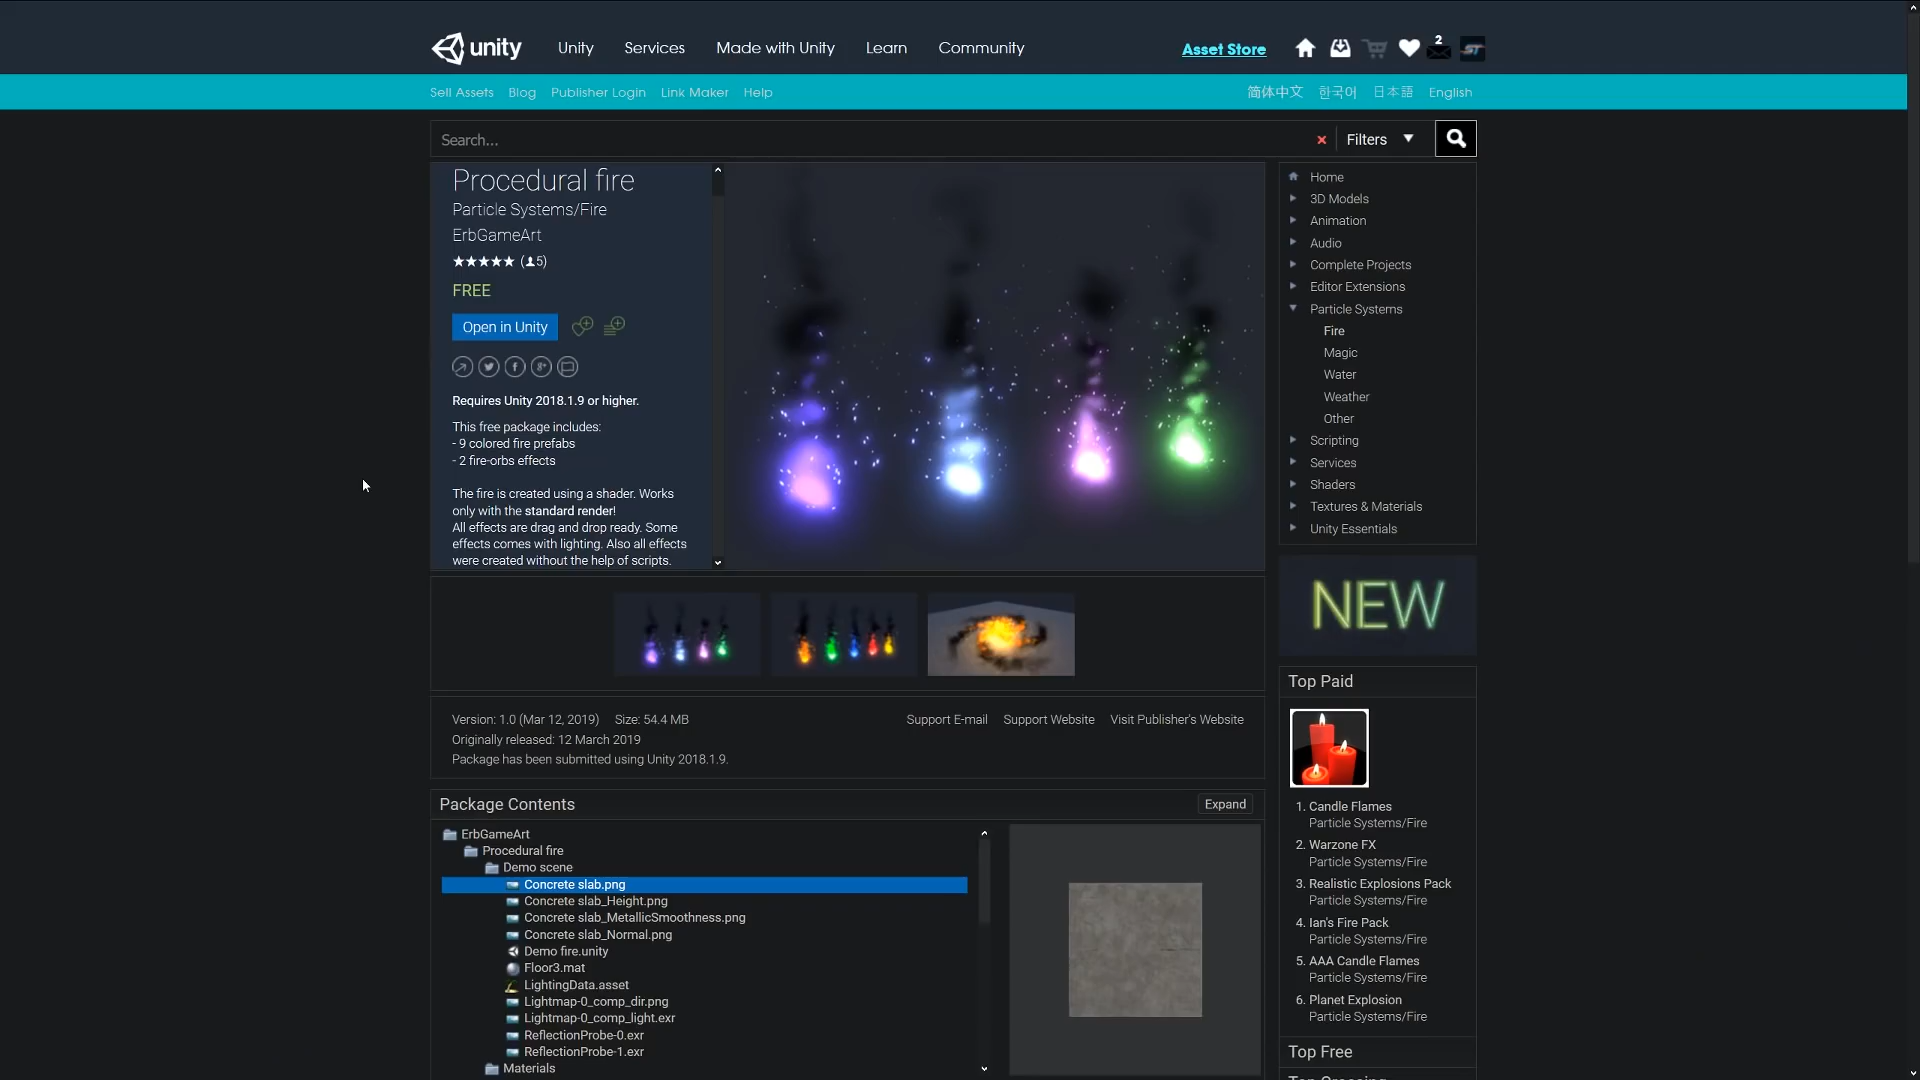 unity
Unity
Services
Made with Unity
Learn
Community
Asset Store
2
ST
Sell Assets
Blog
Publisher Login
Link Maker
Help
简体中文
한국어
日本語
English
Search...
Filters
Procedural fire
Particle Systems/Fire
ErbGameArt
(5)
FREE
Open in Unity
Requires Unity 2018.1.9 or higher.
This free package includes:
- 9 colored fire prefabs
- 2 fire-orbs effects
The fire is created using a shader. Works
only with the standard render!
All effects are drag and drop ready. Some
effects comes with lighting. Also all effects
were created without the help of scripts.
Home
3D Models
Animation
Audio
Complete Projects
Editor Extensions
Particle Systems
Fire
Magic
Water
Weather
Other
Scripting
Services
Shaders
Textures & Materials
Unity Essentials
NEW
Version: 1.0 (Mar 12, 2019) Size: 54.4 MB
Originally released: 12 March 2019
Package has been submitted using Unity 2018.1.9.
Support E-mail
Support Website
Visit Publisher's Website
Package Contents
Expand
ErbGameArt
Procedural fire
Demo scene
Concrete slab.png
Concrete slab_Height.png
Concrete slab_MetallicSmoothness.png
Concrete slab_Normal.png
Demo fire.unity
Floor3.mat
LightingData.asset
Lightmap-0_comp_dir.png
Lightmap-0_comp_light.exr
ReflectionProbe-0.exr
ReflectionProbe-1.exr
Materials
Top Paid
1. Candle Flames
Particle Systems/Fire
2. Warzone FX
Particle Systems/Fire
3. Realistic Explosions Pack
Particle Systems/Fire
4. Ian's Fire Pack
Particle Systems/Fire
5. AAA Candle Flames
Particle Systems/Fire
6. Planet Explosion
Particle Systems/Fire
Top Free